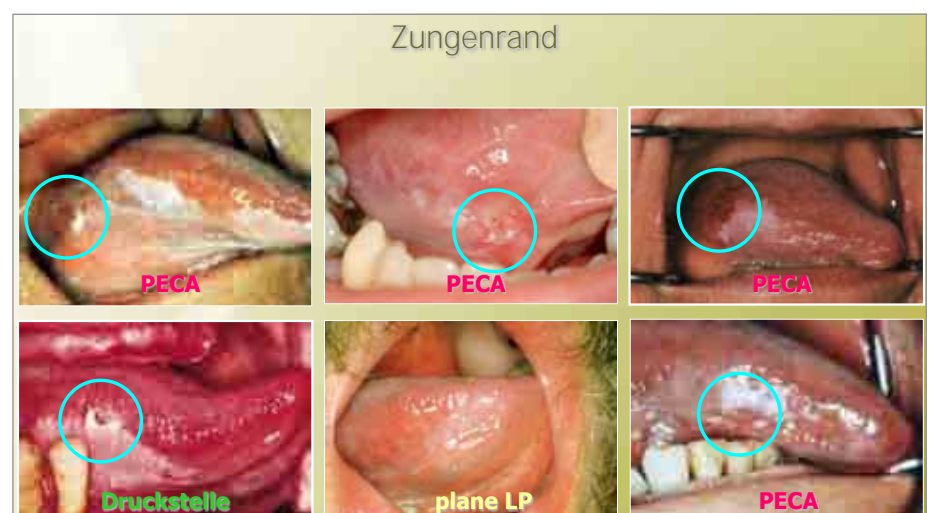 Zungenrand
PECA
PECA
PECA
Druckstelle
plane LP
PECA